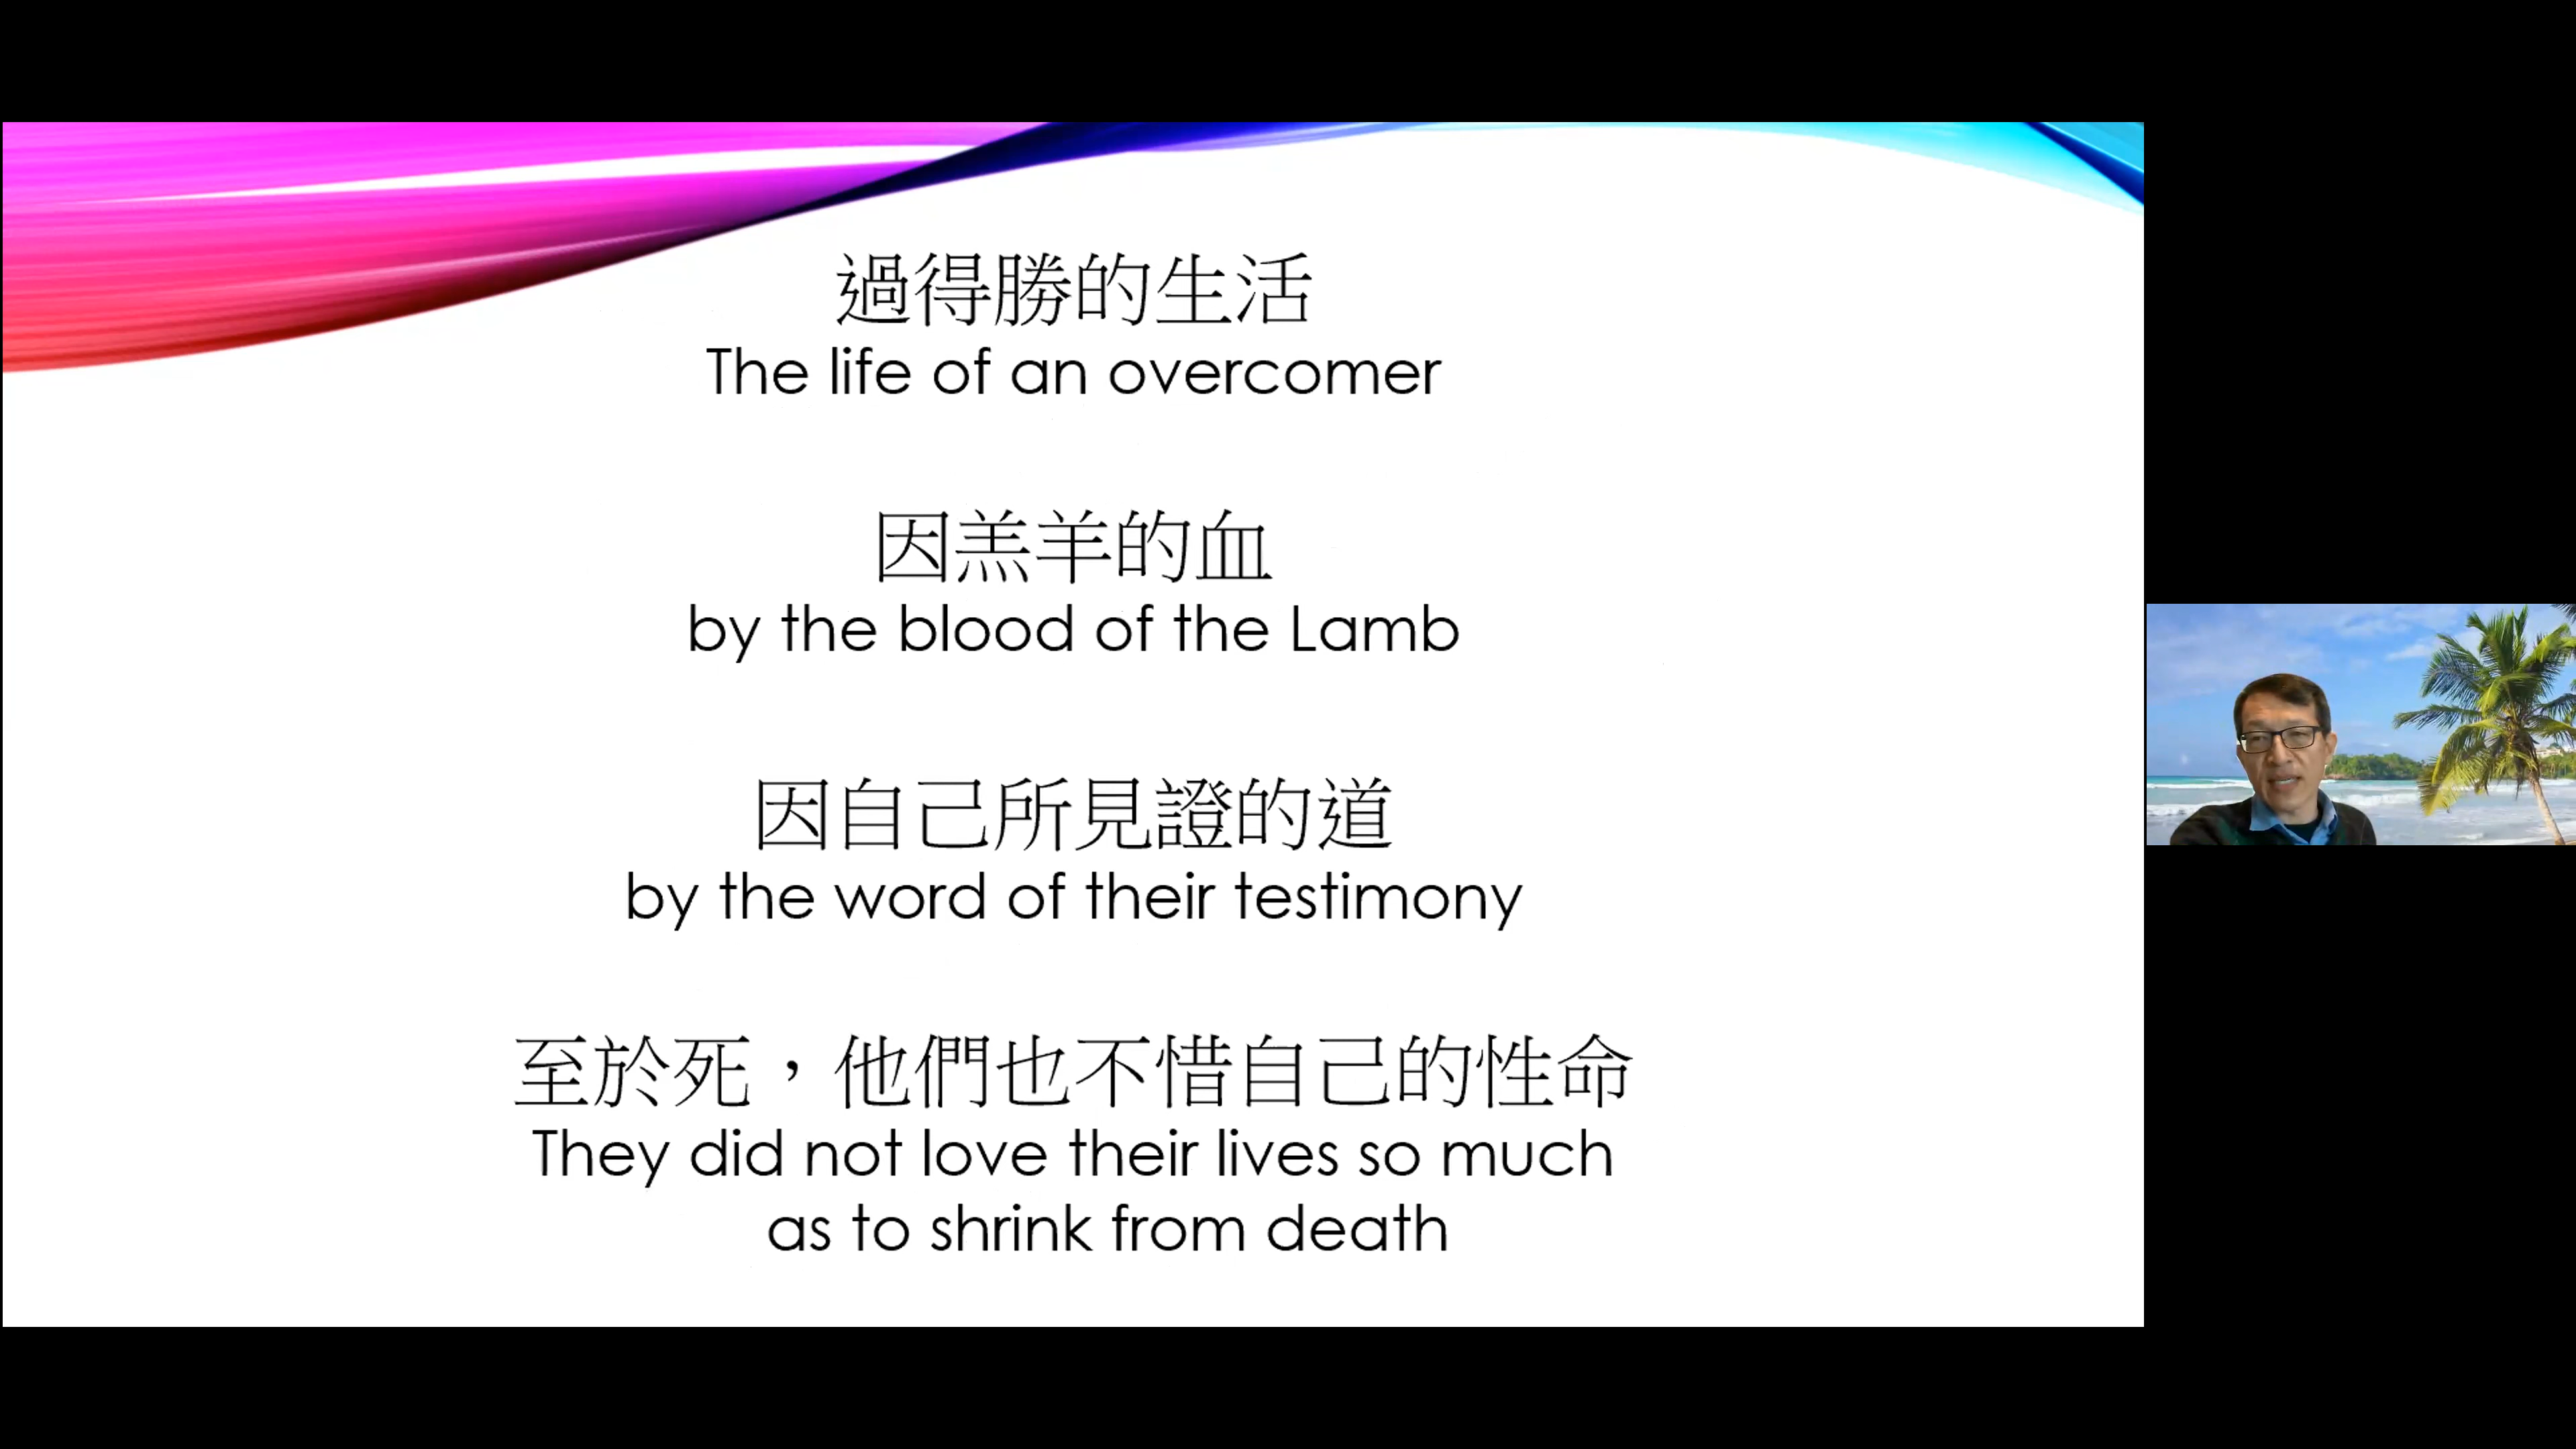 過得勝的生活
The life of an overcomer
因羔羊的血
by the blood of the Lamb
因自己所見證的道
by the word of their testimony
至於死，他們也不惜自己的性命
They did not love their lives so much
as to shrink from death